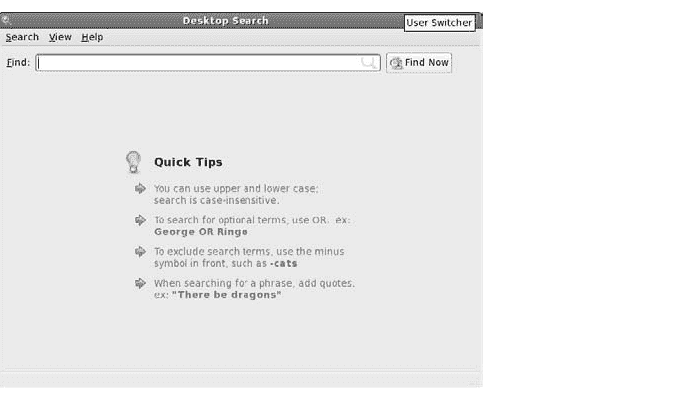 Desktop Search
User Switcher
Search View Help
Find:
Find Now
Quick Tips
You can use upper and lower case;
search is case-insensitive.
To search for optional terms, use OR. ex:
George OR Ringo
To exclude search terms, use the minus
symbol in front, such as -cats
When searching for a phrase, add quotes.
ex: "There be dragons"